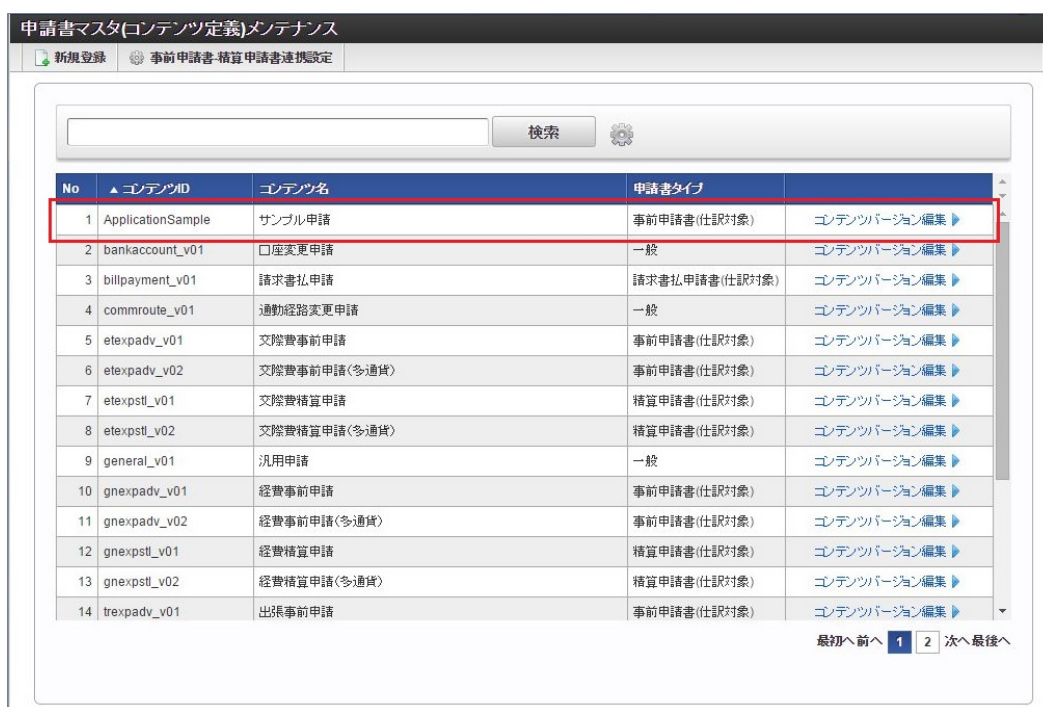 申請書マスタ(コンテンツ定義)メンテナンス
新規登録 事前申請書-精算申請書連携設定
検索
No ▲ コンテンツID コンテンツ名 申請書タイプ
1 ApplicationSample サンプル申請 事前申請書(仕訳対象) コンテンツバージョン編集
2 bankaccount_v01 口座変更申請 一般 コンテンツバージョン編集
3 billpayment_v01 請求書払申請 請求書払申請書(仕訳対象) コンテンツバージョン編集
4 commroute_v01 通勤経路変更申請 一般 コンテンツバージョン編集
5 etexpadv_v01 交際費事前申請 事前申請書(仕訳対象) コンテンツバージョン編集
6 etexpadv_v02 交際費事前申請(多通貨) 事前申請書(仕訳対象) コンテンツバージョン編集
7 etexpstl_v01 交際費精算申請 精算申請書(仕訳対象) コンテンツバージョン編集
8 etexpstl_v02 交際費精算申請(多通貨) 精算申請書(仕訳対象) コンテンツバージョン編集
9 general_v01 汎用申請 一般 コンテンツバージョン編集
10 gnexpadv_v01 経費事前申請 事前申請書(仕訳対象) コンテンツバージョン編集
11 gnexpadv_v02 経費事前申請(多通貨) 事前申請書(仕訳対象) コンテンツバージョン編集
12 gnexpstl_v01 経費精算申請 精算申請書(仕訳対象) コンテンツバージョン編集
13 gnexpstl_v02 経費精算申請(多通貨) 精算申請書(仕訳対象) コンテンツバージョン編集
14 trexpadv_v01 出張事前申請 事前申請書(仕訳対象) コンテンツバージョン編集
最初へ 前へ 1 2 次へ 最後へ